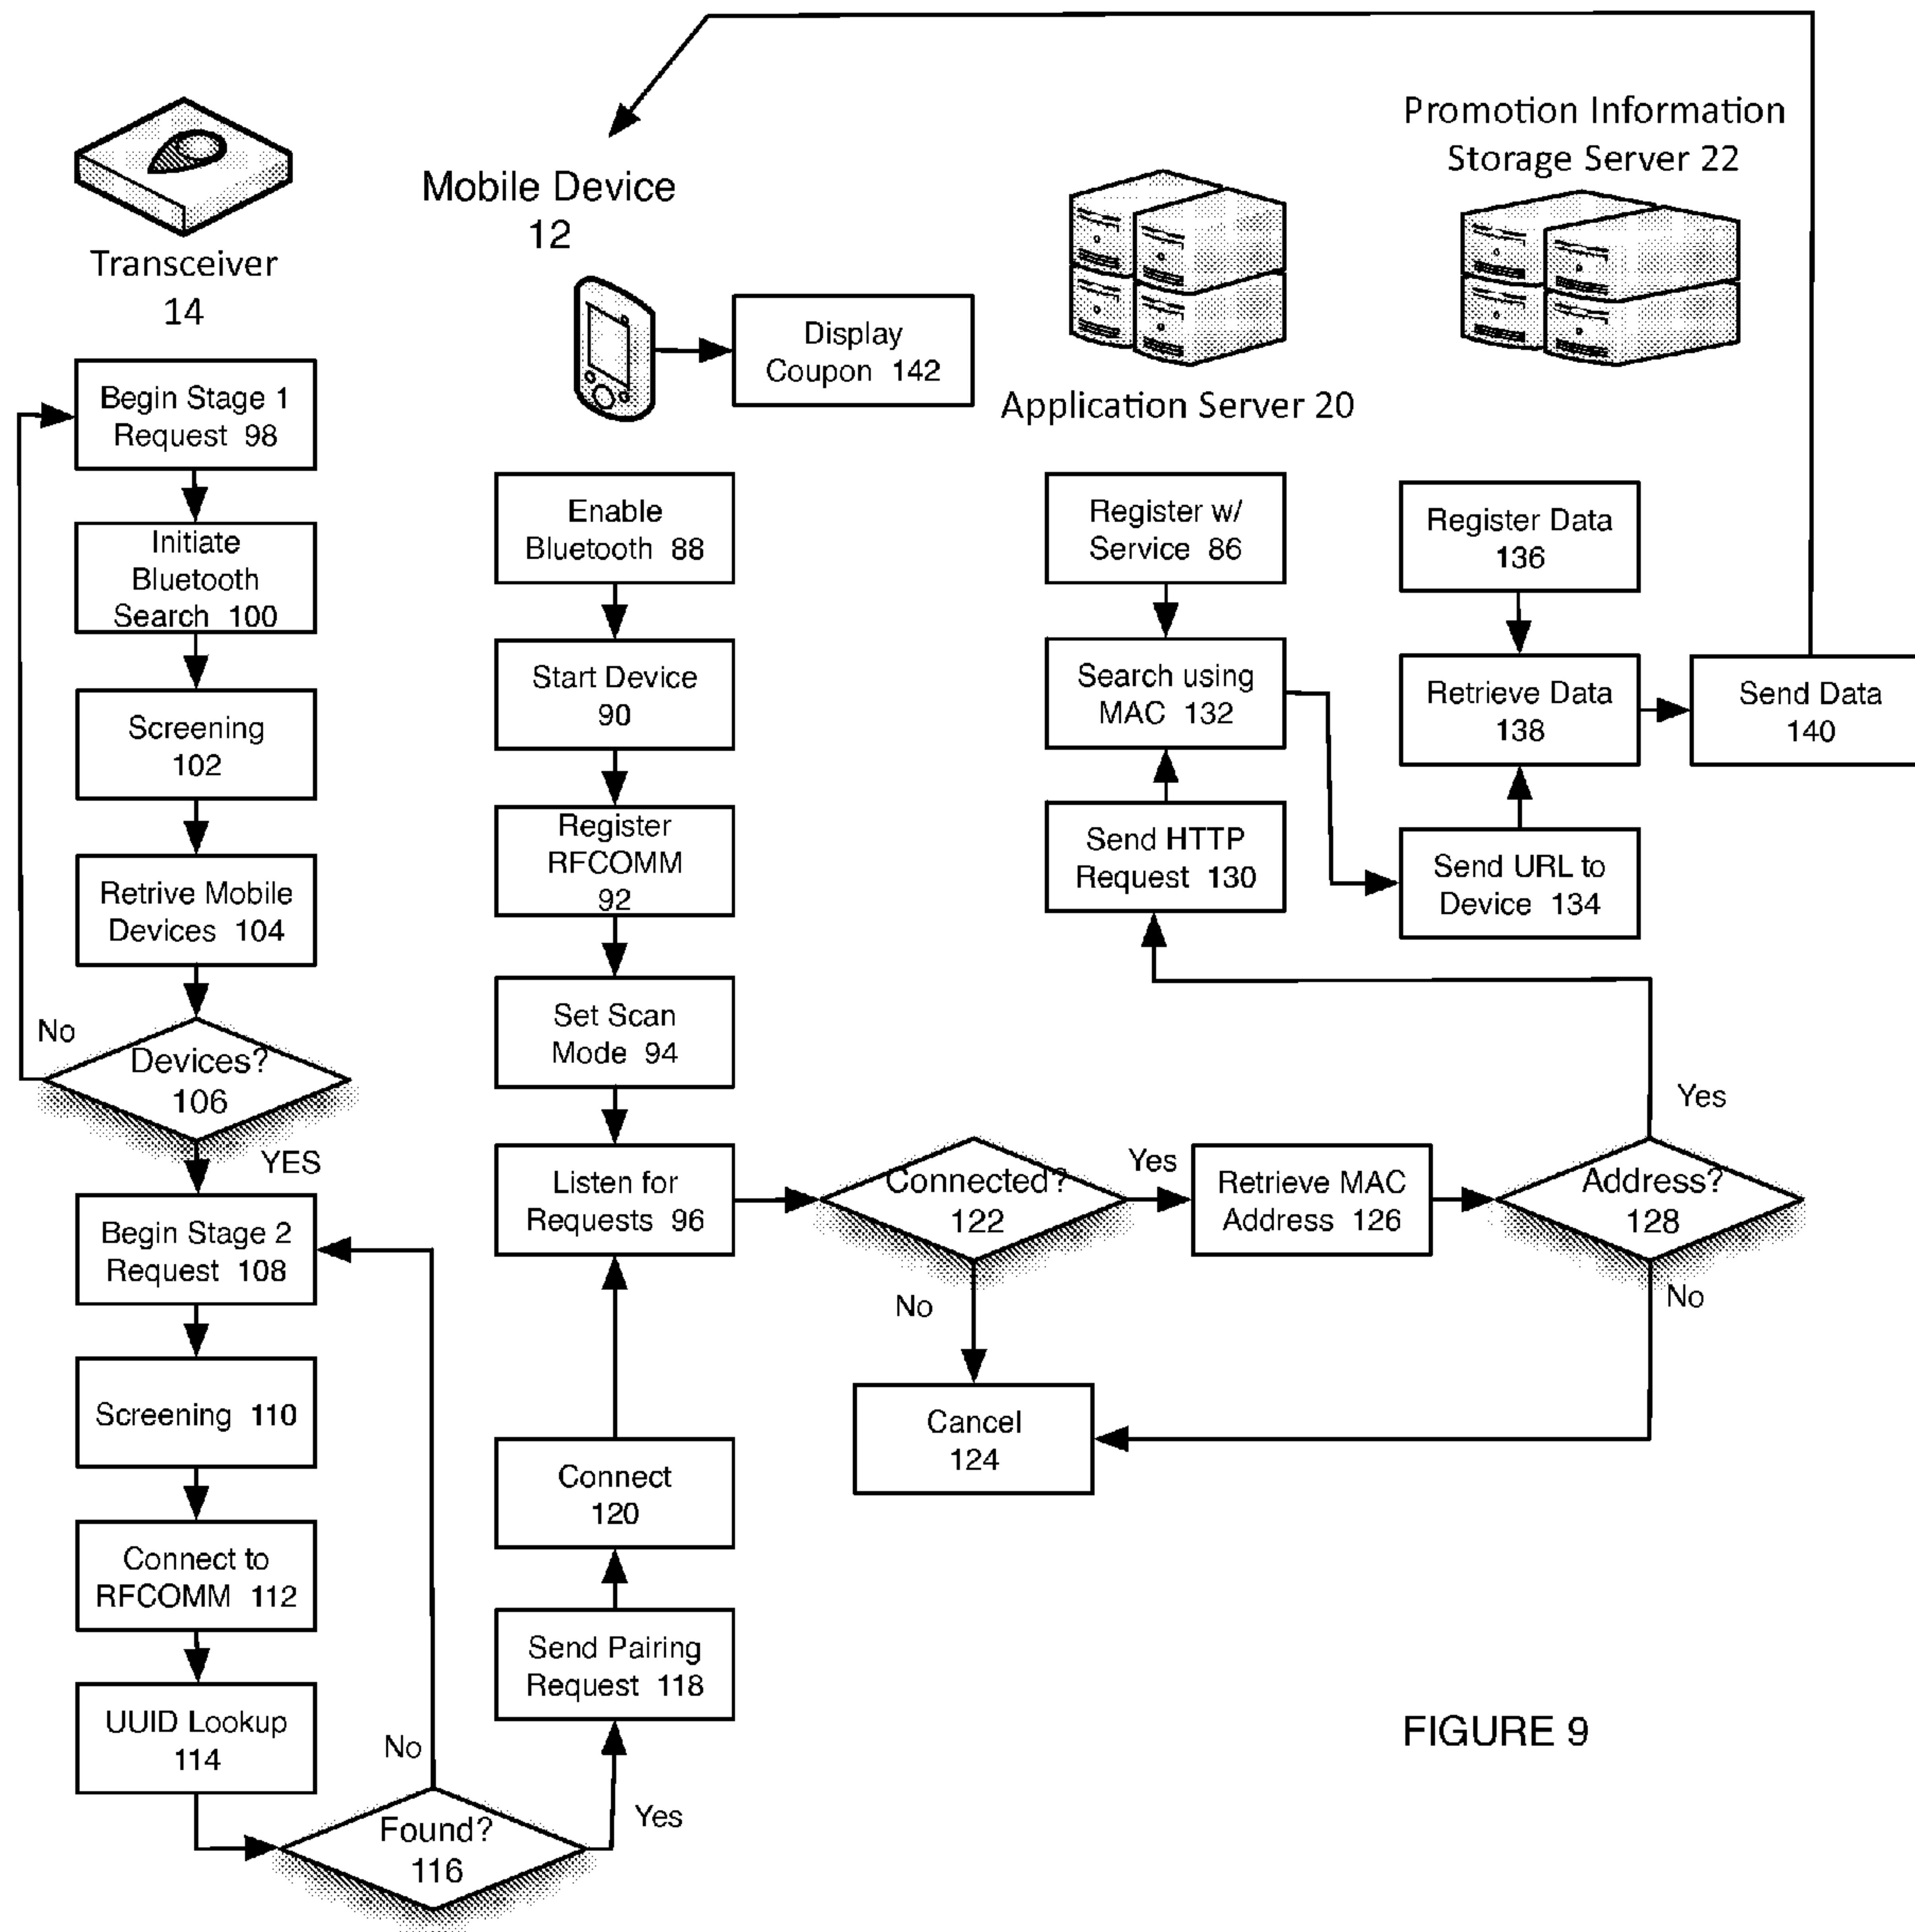 Transceiver
14
Begin Stage 1
Request 98
Initiate
Bluetooth
Search 100
Screening
102
Retrive Mobile
Devices 104
No
Devices?
106
YES
Begin Stage 2
Request 108
Screening 110
Connect to
RFCOMM 112
UUID Lookup
114
No
Found?
116
Yes
Mobile Device
12
Display
Coupon 142
Enable
Bluetooth 88
Start Device
90
Register
RFCOMM
92
Set Scan
Mode 94
Listen for
Requests 96
Connect
120
Send Pairing
Request 118
Connected?
122
Yes
No
Cancel
124
Retrieve MAC
Address 126
Address?
128
Yes
No
Application Server 20
Register w/
Service 86
Search using
MAC 132
Send HTTP
Request 130
Promotion Information
Storage Server 22
Register Data
136
Retrieve Data
138
Send URL to
Device 134
Send Data
140
FIGURE 9